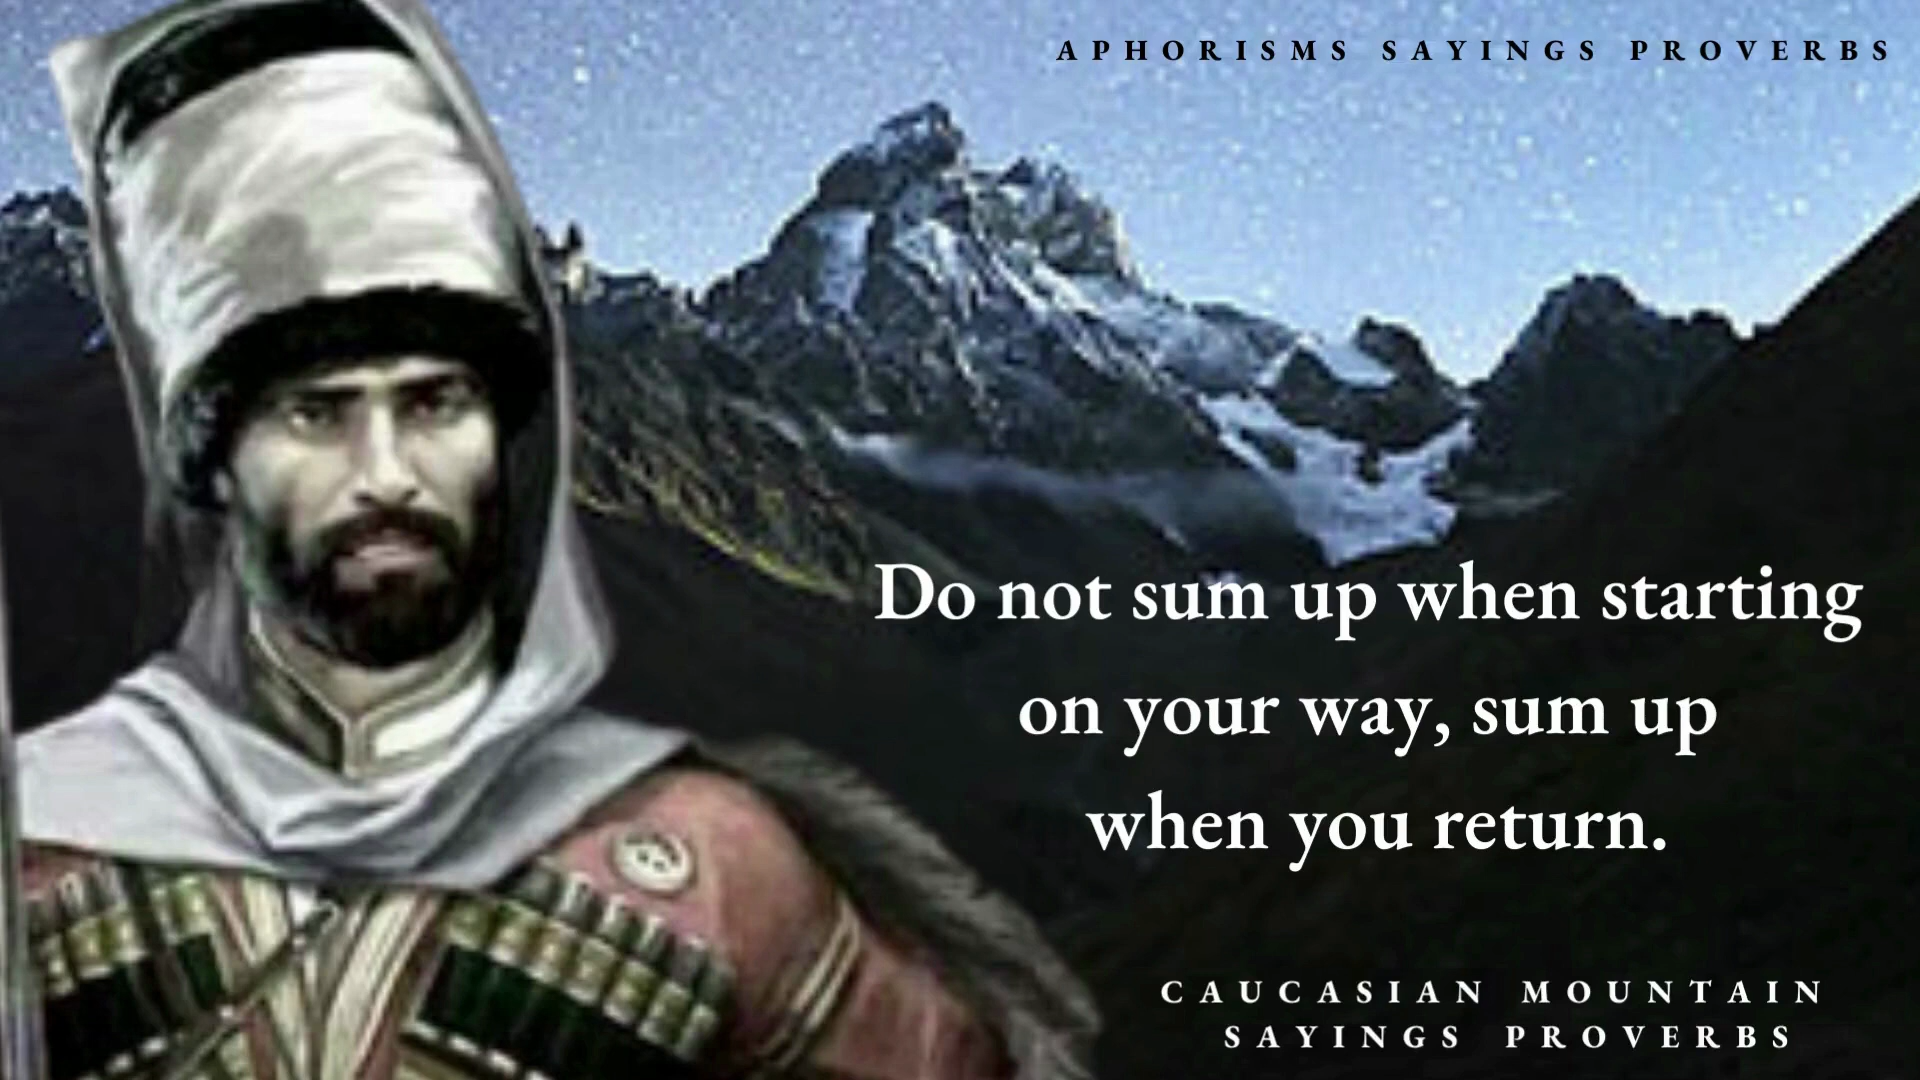 APHORISMS SAYINGS PROVERBS
Do not sum up when starting
on your way, sum up
when you return.
CAUCASIAN MOUNTAIN
SAYINGS PROVERBS